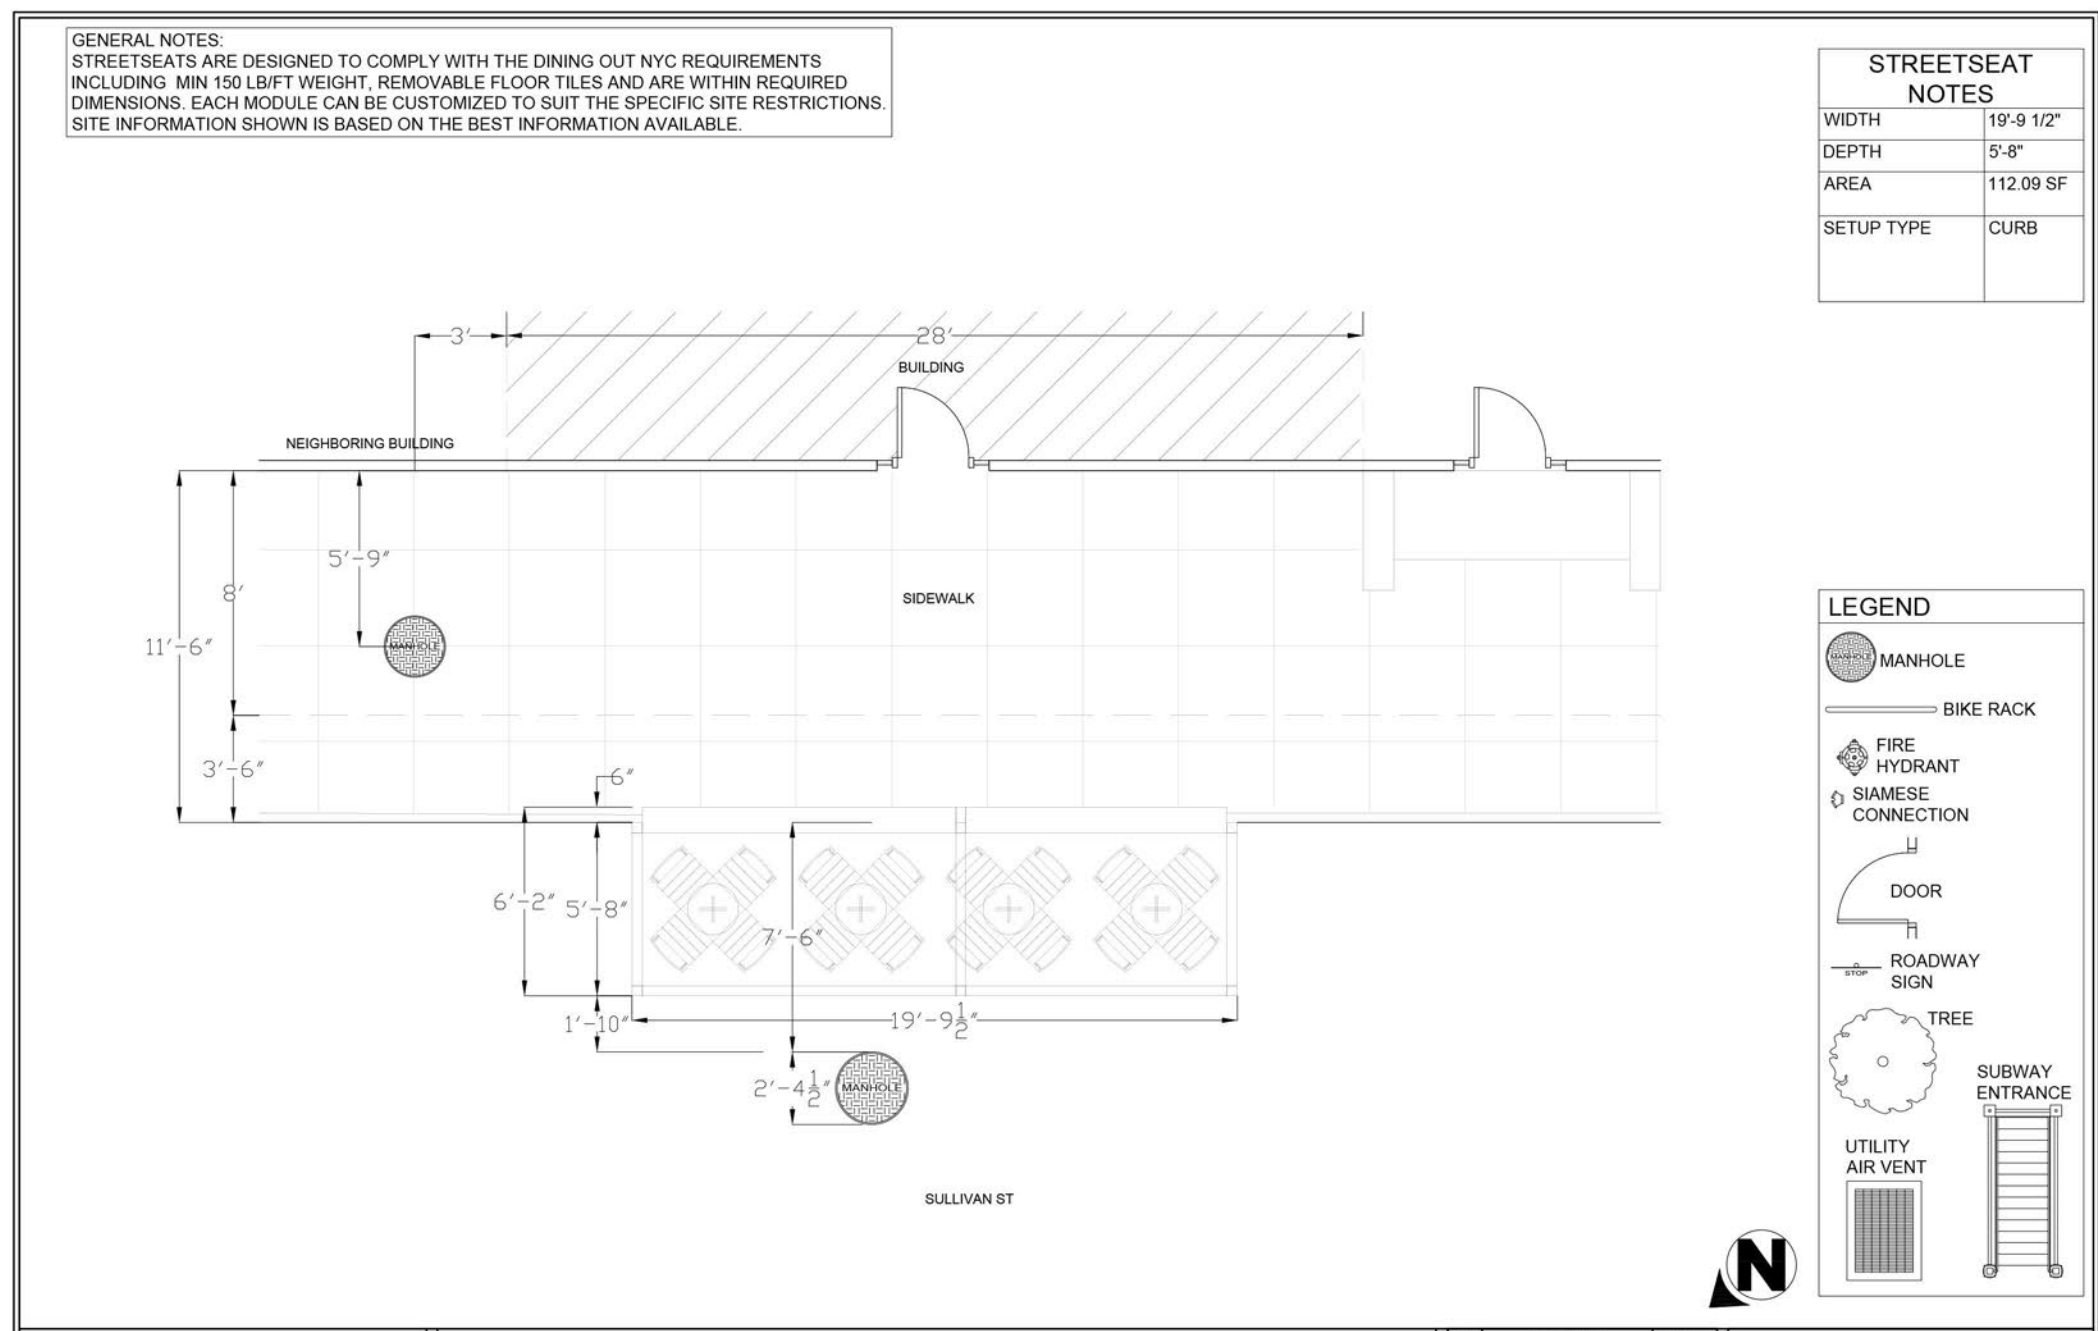 GENERAL NOTES:
STREETSEATS ARE DESIGNED TO COMPLY WITH THE DINING OUT NYC REQUIREMENTS
INCLUDING MIN 150 LB/FT WEIGHT, REMOVABLE FLOOR TILES AND ARE WITHIN REQUIRED
DIMENSIONS. EACH MODULE CAN BE CUSTOMIZED TO SUIT THE SPECIFIC SITE RESTRICTIONS.
SITE INFORMATION SHOWN IS BASED ON THE BEST INFORMATION AVAILABLE.
STREETSEAT
NOTES
WIDTH 19'-9 1/2"
DEPTH 5'-8"
AREA 112.09 SF
SETUP TYPE CURB
3'
28'
BUILDING
NEIGHBORING BUILDING
5'-9"
8'
SIDEWALK
11'-6"
MANHOLE
3'-6"
6"
6'-2"
5'-8"
7'-6"
1'-10"
19'-9 1/2"
2'-4 1/2"
MANHOLE
SULLIVAN ST
N
LEGEND
MANHOLE
MANHOLE
BIKE RACK
FIRE
HYDRANT
SIAMESE
CONNECTION
DOOR
ROADWAY
SIGN
STOP
TREE
SUBWAY
ENTRANCE
UTILITY
AIR VENT